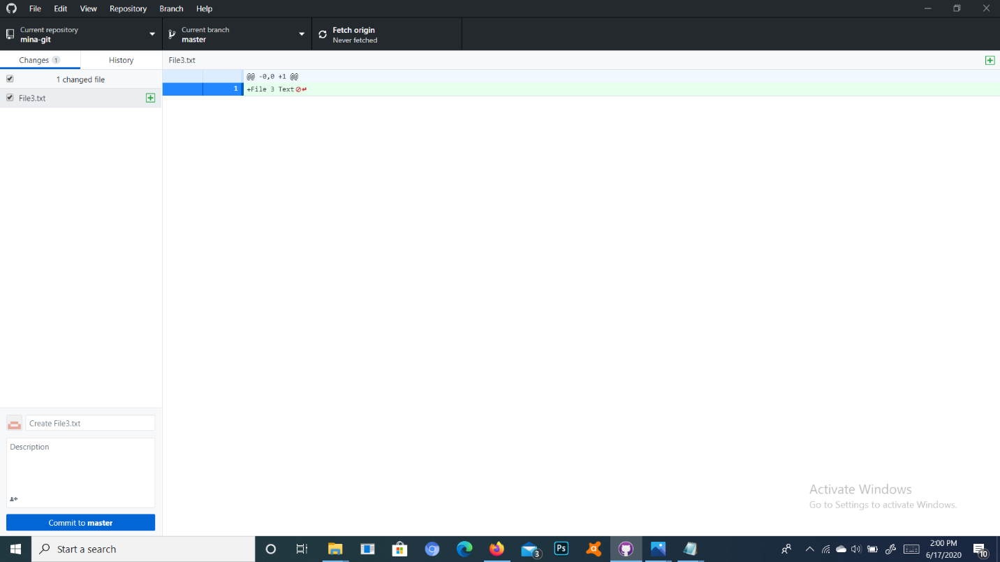 File Edit View Repository Branch Help
Current repository
mina-git
Current branch
master
Fetch origin
Never fetched
Changes 1
History
File3.txt
1 changed file
@@ -0,0 +1 @@
File3.txt
1 +File 3 Text
Create File3.txt
Description
Activate Windows
Go to Settings to activate Windows.
Commit to master
Start a search
3
Ps
2:00 PM
6/17/2020
10